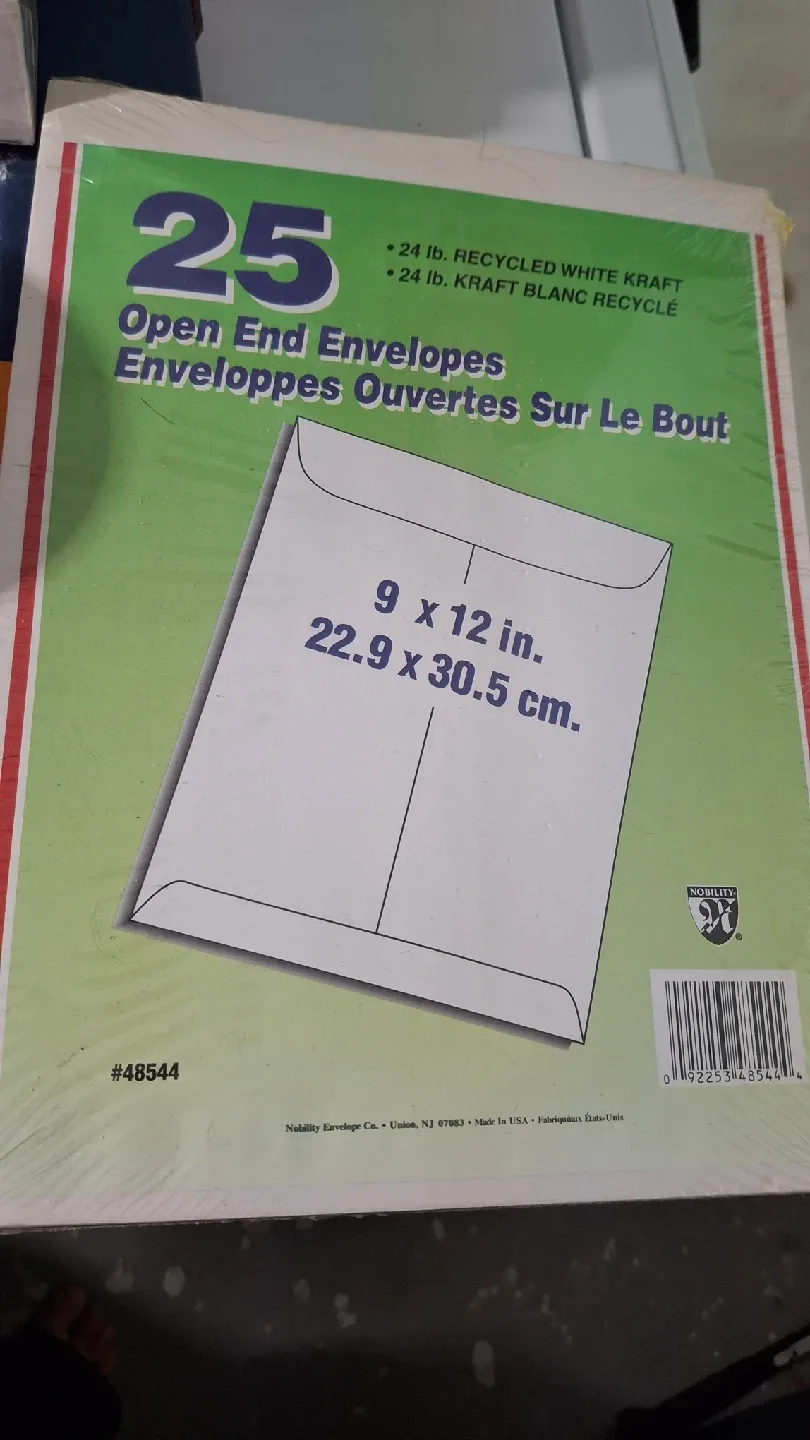 25
• 24 lb. RECYCLED WHITE KRAFT
• 24 lb. KRAFT BLANC RECYCLÉ
Open End Envelopes
Enveloppes Ouvertes Sur Le Bout
9 x 12 in.
22.9 x 30.5 cm.
NOBILITY
N
®
#48544
0 92253 48544 4
Nobility Envelope Co. • Union, NJ 07083 • Made In USA • Fabriquéaux États-Unis